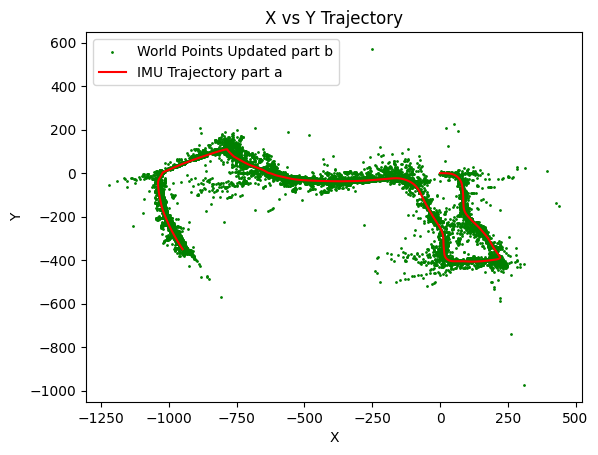 X vs Y Trajectory
World Points Updated part b
IMU Trajectory part a
600
400
200
0
−200
−400
−600
−800
−1000
Y
−1250 −1000 −750 −500 −250 0 250 500
X